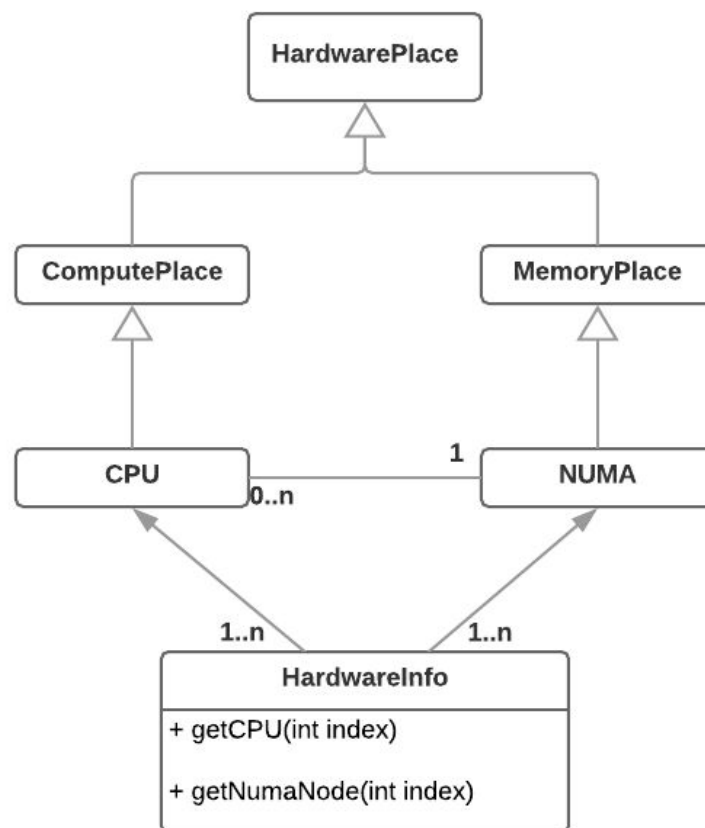 HardwarePlace
ComputePlace
MemoryPlace
CPU
1
NUMA
0..n
1..n
1..n
HardwareInfo
+ getCPU(int index)
+ getNumaNode(int index)